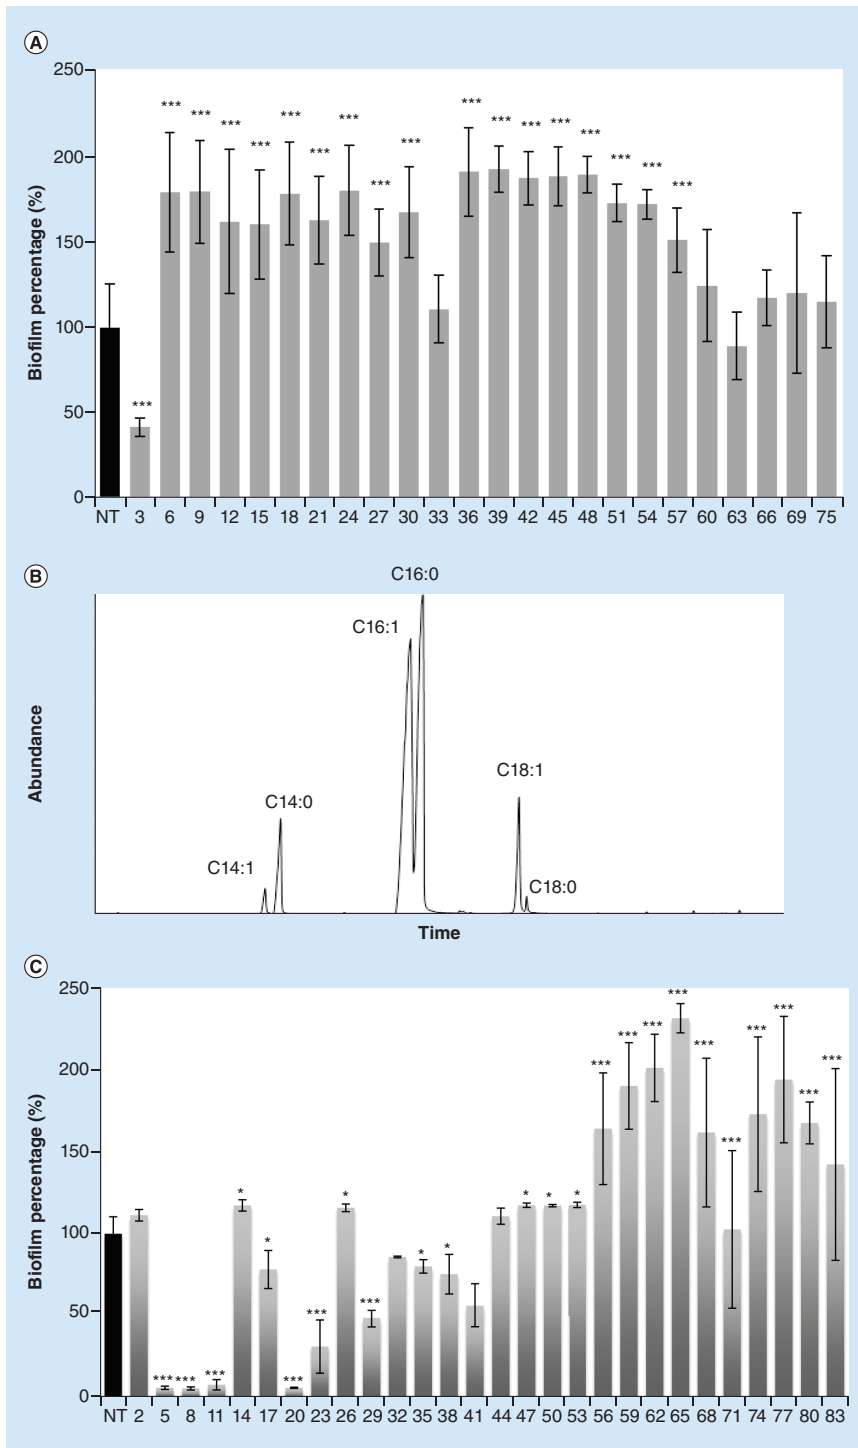 A
250
200
150
100
50
0
Biofilm percentage (%)
*** *** *** *** *** *** *** *** *** *** *** *** *** *** *** *** *** ***
NT 3 6 9 12 15 18 21 24 27 30 33 36 39 42 45 48 51 54 57 60 63 66 69 75
B
C16:0
C16:1
C18:1
C14:0
C14:1
C18:0
Abundance
Time
C
250
200
150
100
50
0
Biofilm percentage (%)
*** *** *** * * *** *** * *** * * * * * *** *** *** *** *** *** *** *** *** ***
NT 2 5 8 11 14 17 20 23 26 29 32 35 38 41 44 47 50 53 56 59 62 65 68 71 74 77 80 83